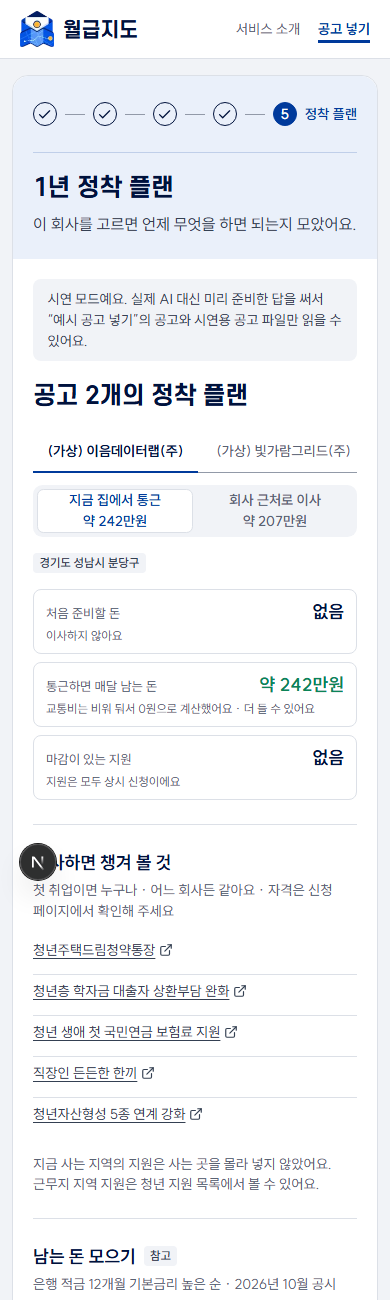 월급지도
서비스 소개 공고 넣기
5 정착 플랜
1년 정착 플랜
이 회사를 고르면 언제 무엇을 하면 되는지 모았어요.
시연 모드예요. 실제 AI 대신 미리 준비한 답을 써서
“예시 공고 넣기”의 공고와 시연용 공고 파일만 읽을 수
있어요.
공고 2개의 정착 플랜
(가상) 이음데이터랩(주) (가상) 빛가람그리드(주)
지금 집에서 통근 회사 근처로 이사
약 242만원 약 207만원
경기도 성남시 분당구
처음 준비할 돈 없음
이사하지 않아요
통근하면 매달 남는 돈 약 242만원
교통비는 비워 둬서 0원으로 계산했어요 · 더 들 수 있어요
마감이 있는 지원 없음
지원은 모두 상시 신청이에요
N
사하면 챙겨 볼 것
첫 취업이면 누구나 · 어느 회사든 같아요 · 자격은 신청
페이지에서 확인해 주세요
청년주택드림청약통장
청년층 학자금 대출자 상환부담 완화
청년 생애 첫 국민연금 보험료 지원
직장인 든든한 한끼
청년자산형성 5종 연계 강화
지금 사는 지역의 지원은 사는 곳을 몰라 넣지 않았어요.
근무지 지역 지원은 청년 지원 목록에서 볼 수 있어요.
남는 돈 모으기 참고
은행 적금 12개월 기본금리 높은 순 · 2026년 10월 공시